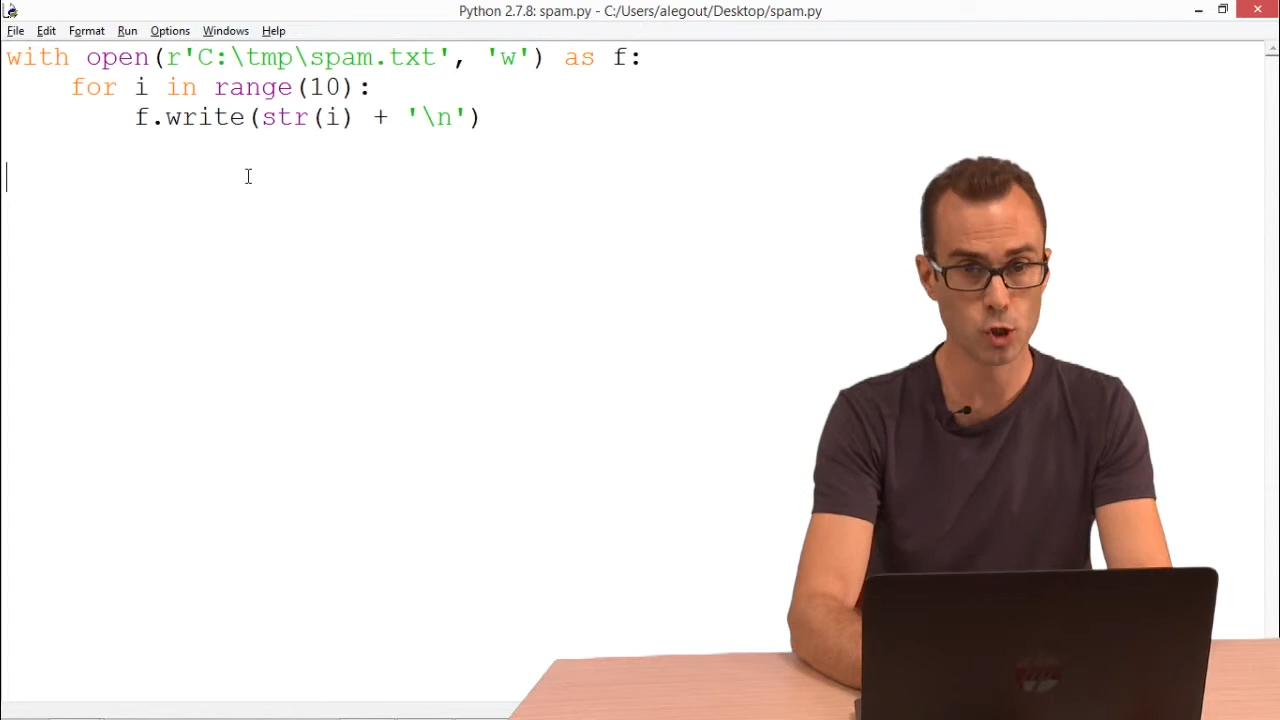 Python 2.7.8: spam.py - C:/Users/alegout/Desktop/spam.py
File Edit Format Run Options Windows Help
with open(r'C:\tmp\spam.txt', 'w') as f:
    for i in range(10):
        f.write(str(i) + '\n')